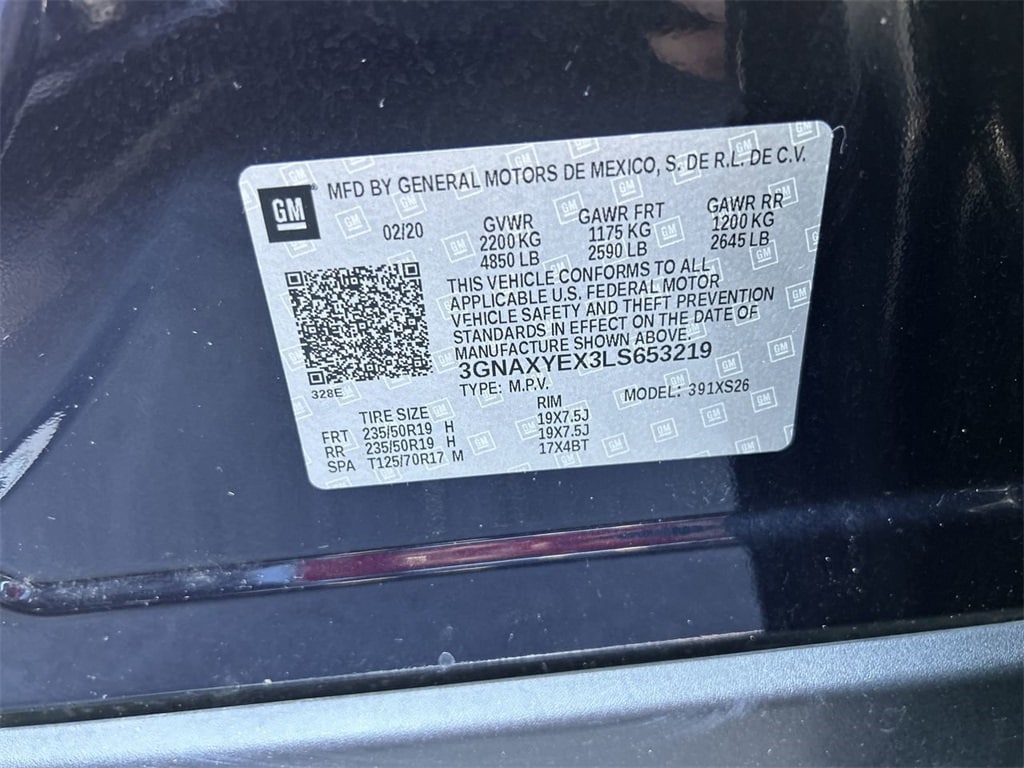 GM MFD BY GENERAL MOTORS DE MEXICO, S. DE R.L. DE C.V.
02/20 GVWR GAWR FRT GAWR RR
2200 KG 1175 KG 1200 KG
4850 LB 2590 LB 2645 LB
THIS VEHICLE CONFORMS TO ALL
APPLICABLE U.S. FEDERAL MOTOR
VEHICLE SAFETY AND THEFT PREVENTION
STANDARDS IN EFFECT ON THE DATE OF
MANUFACTURE SHOWN ABOVE.
3GNAXYEX3LS653219
328E TYPE: M.P.V. MODEL: 391XS26
TIRE SIZE RIM
FRT 235/50R19 H 19X7.5J
RR 235/50R19 H 19X7.5J
SPA T125/70R17 M 17X4BT